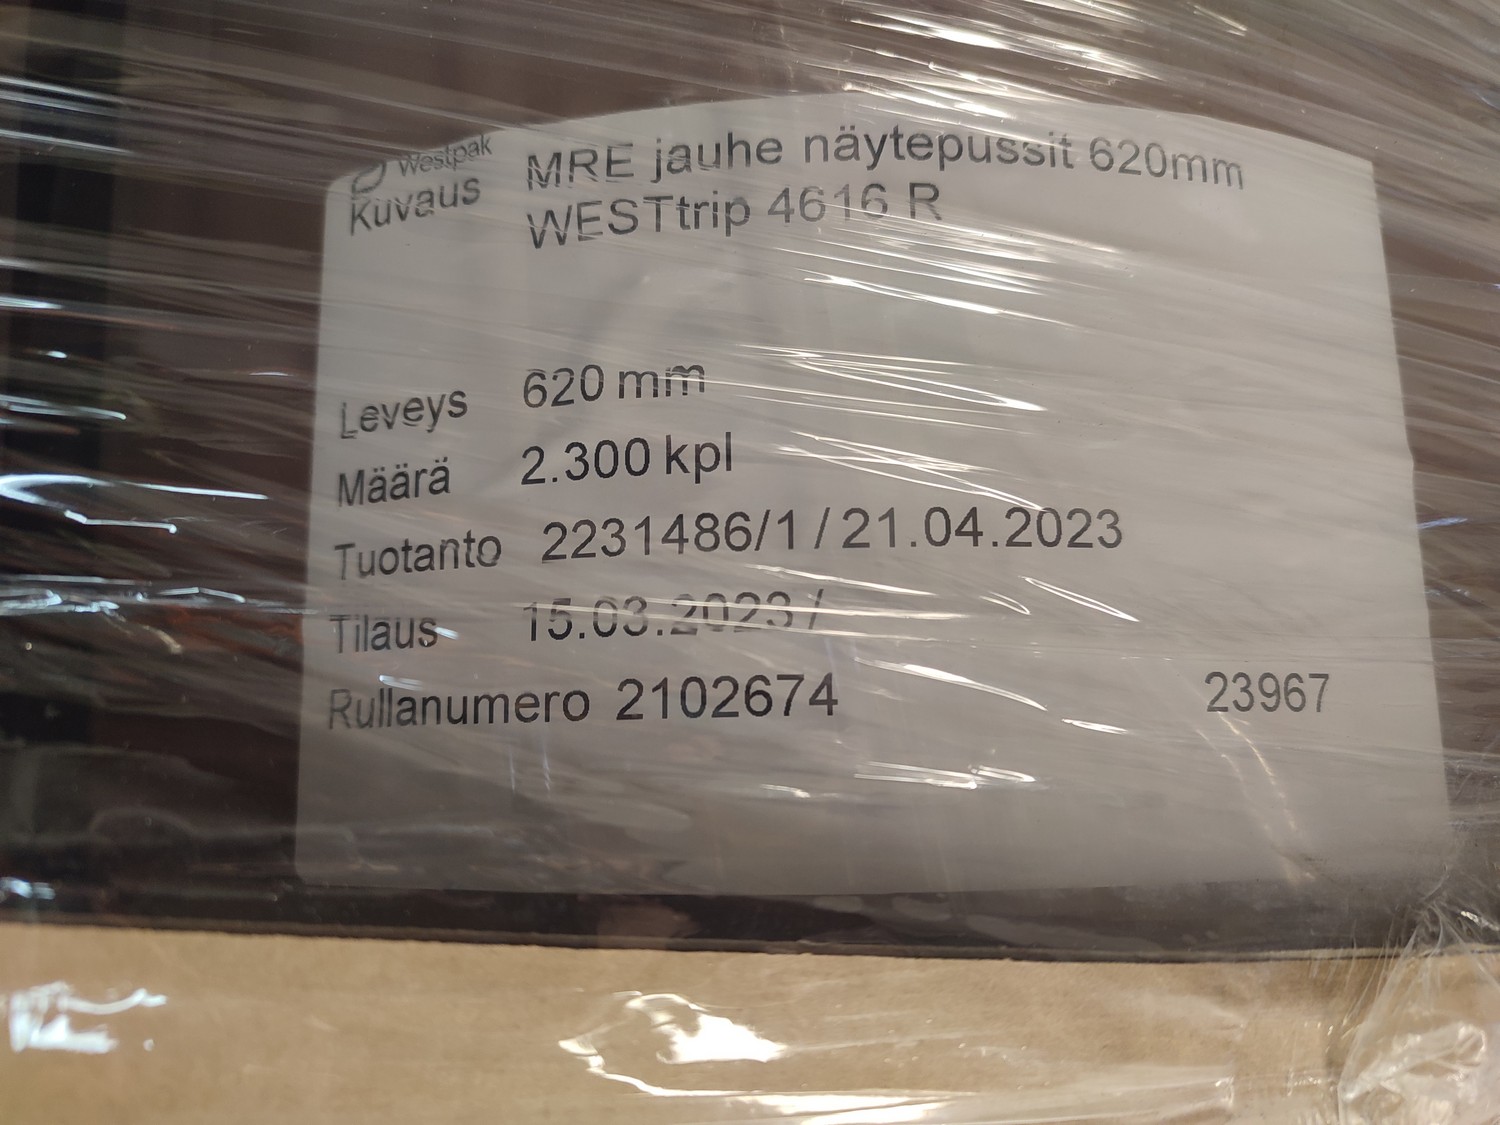 Westpak
Kuvaus MRE jauhe näytepussit 620mm
WESTtrip 4616 R
Leveys 620 mm
Määrä 2.300 kpl
Tuotanto 2231486/1 / 21.04.2023
Tilaus 15.03.2023 /
Rullanumero 2102674 23967